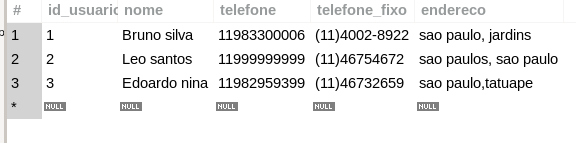 # id_usuario nome telefone telefone_fixo endereco
1 1 Bruno silva 11983300006 (11)4002-8922 sao paulo, jardins
2 2 Leo santos 11999999999 (11)46754672 sao paulos, sao paulo
3 3 Edoardo nina 11982959399 (11)46732659 sao paulo,tatuape
* NULL NULL NULL NULL NULL